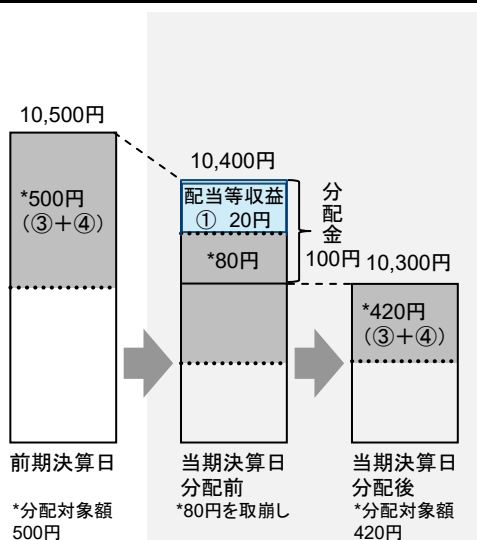 10,500円
*500円
(③+④)
前期決算日
*分配対象額
500円
10,400円
配当等収益
① 20円
*80円
分配金
100円
当期決算日
分配前
*80円を取崩し
10,300円
*420円
(③+④)
当期決算日
分配後
*分配対象額
420円